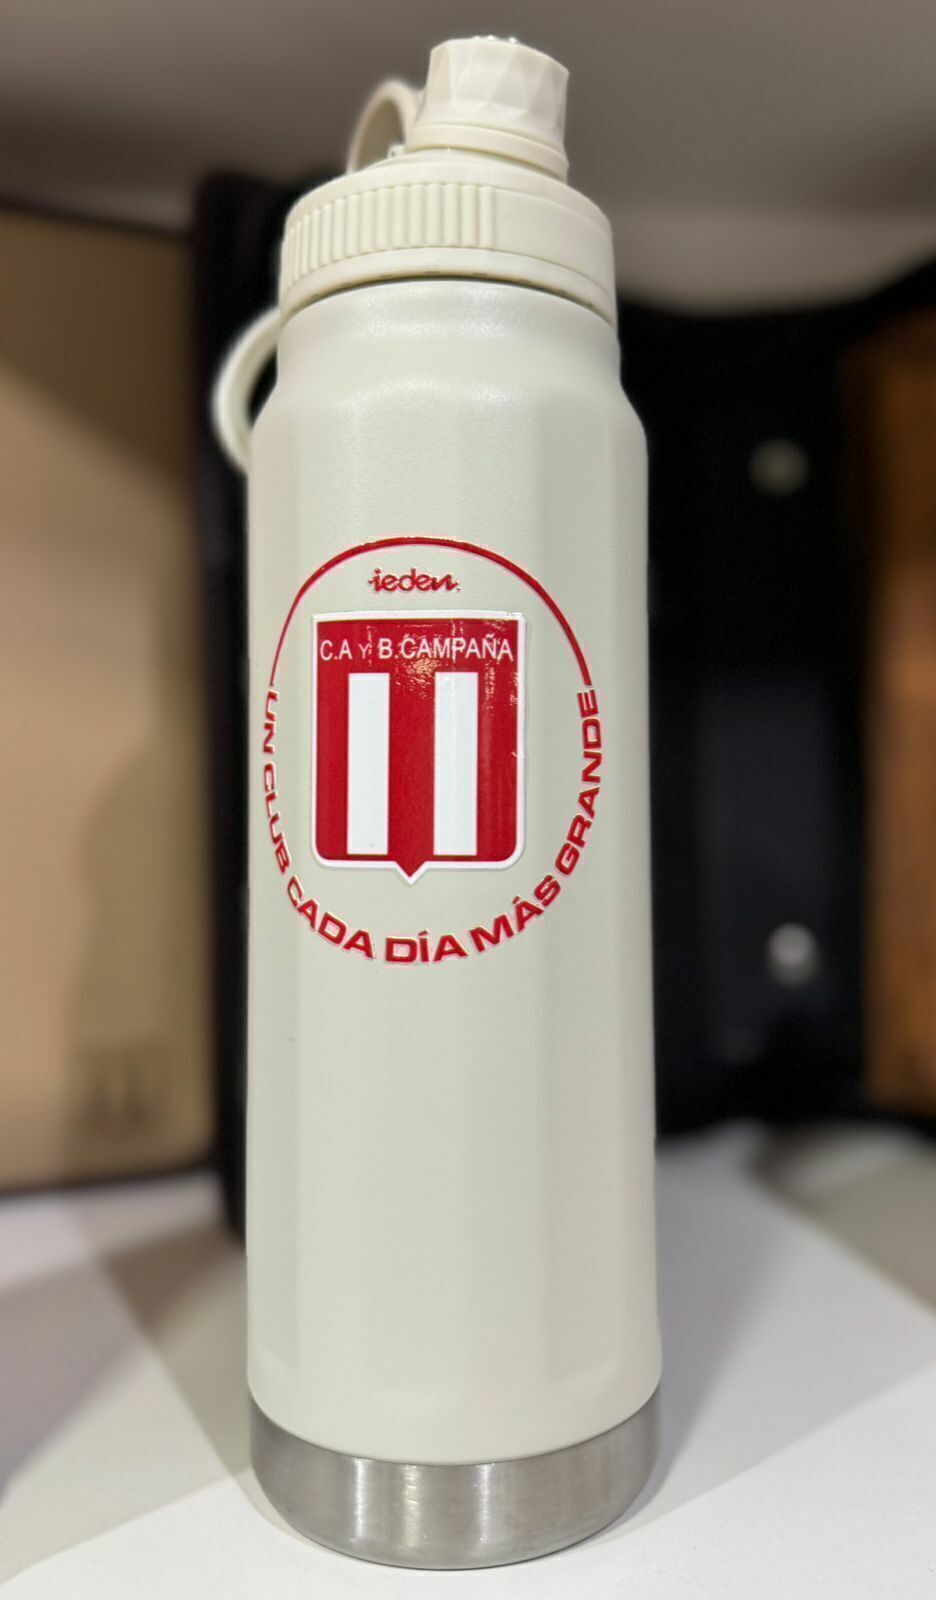 ieden
C.A Y B.CAMPAÑA
UN CLUB CADA DÍA MÁS GRANDE